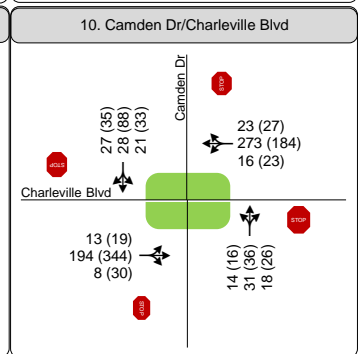 10. Camden Dr/Charleville Blvd
Camden Dr
STOP
27 (35)
28 (88)
21 (33)
23 (27)
273 (184)
16 (23)
STOP
Charleville Blvd
STOP
13 (19)
194 (344)
8 (30)
14 (16)
31 (36)
18 (26)
STOP